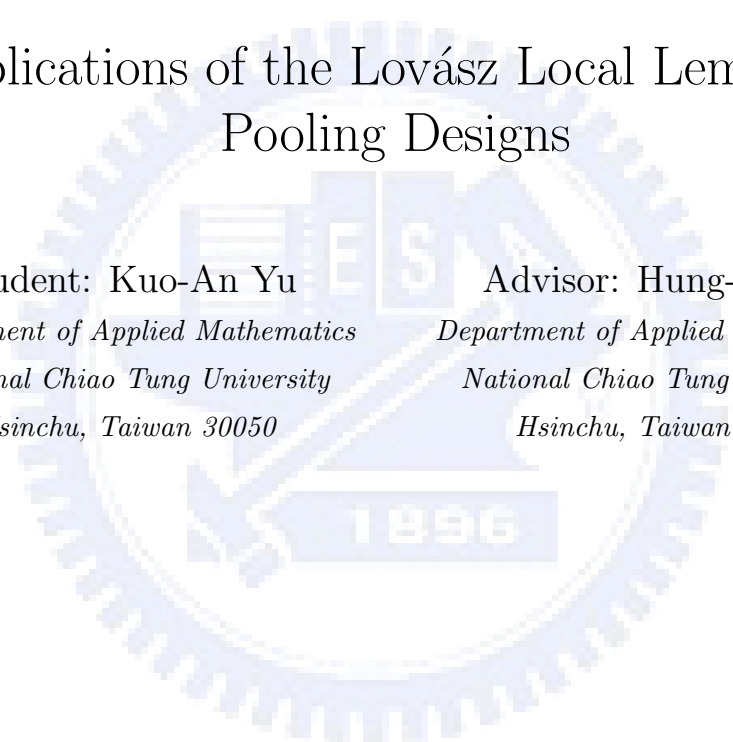 plications of the Lovász Local Lem
Pooling Designs
E S
udent: Kuo-An Yu
Advisor: Hung-
ment of Applied Mathematics
Department of Applied
nal Chiao Tung University
National Chiao Tung
sinchu, Taiwan 30050
Hsinchu, Taiwan
1896